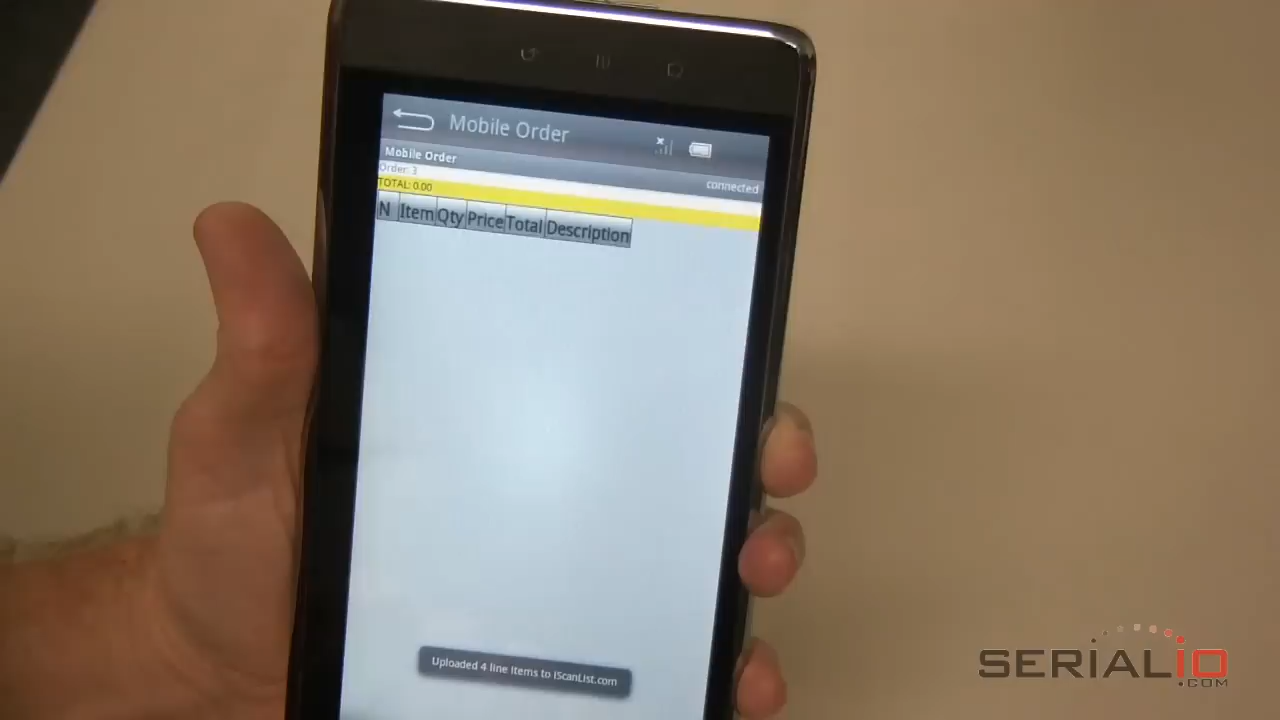 Mobile Order
Mobile Order
Order: 3
connected
TOTAL: 0.00
N Item Qty Price Total Description
Uploaded 4 line items to iScanList.com
SERIALIO
.COM